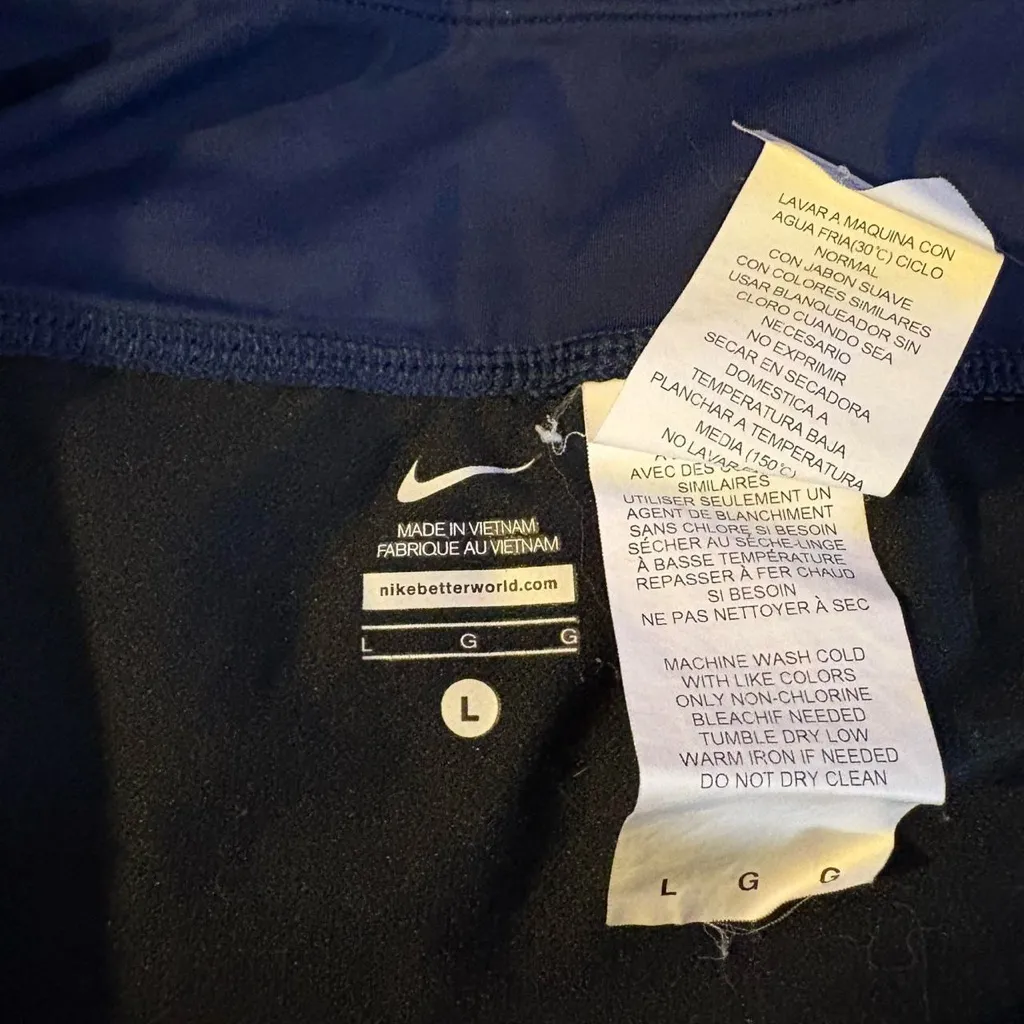 MADE IN VIETNAM
FABRIQUE AU VIETNAM
nikebetterworld.com
L G G
L
LAVAR A MAQUINA CON
AGUA FRIA(30°C) CICLO
NORMAL
CON JABON SUAVE
CON COLORES SIMILARES
USAR BLANQUEADOR SIN
CLORO CUANDO SEA
NECESARIO
NO EXPRIMIR
SECAR EN SECADORA
DOMESTICA A
TEMPERATURA BAJA
PLANCHAR A TEMPERATURA
MEDIA (150°C)
NO LAVAR
AVEC DES
SIMILAIRES
UTILISER SEULEMENT UN
AGENT DE BLANCHIMENT
SANS CHLORE SI BESOIN
SÉCHER AU SÈCHE-LINGE
À BASSE TEMPÉRATURE
REPASSER À FER CHAUD
SI BESOIN
NE PAS NETTOYER À SEC
MACHINE WASH COLD
WITH LIKE COLORS
ONLY NON-CHLORINE
BLEACHIF NEEDED
TUMBLE DRY LOW
WARM IRON IF NEEDED
DO NOT DRY CLEAN
L G G